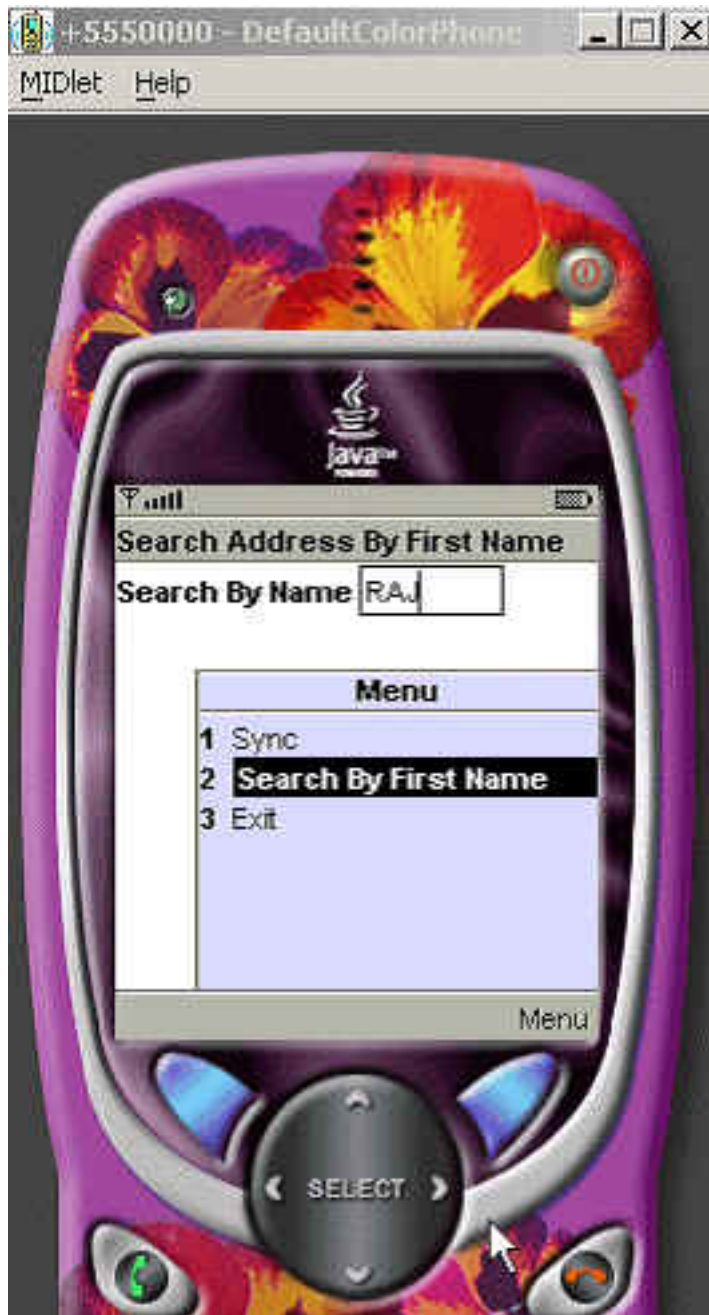 +5550000 - DefaultColorPhone
MIDlet Help
Java™
Search Address By First Name
Search By Name RAJ
Menu
1 Sync
2 Search By First Name
3 Exit
Menu
SELECT